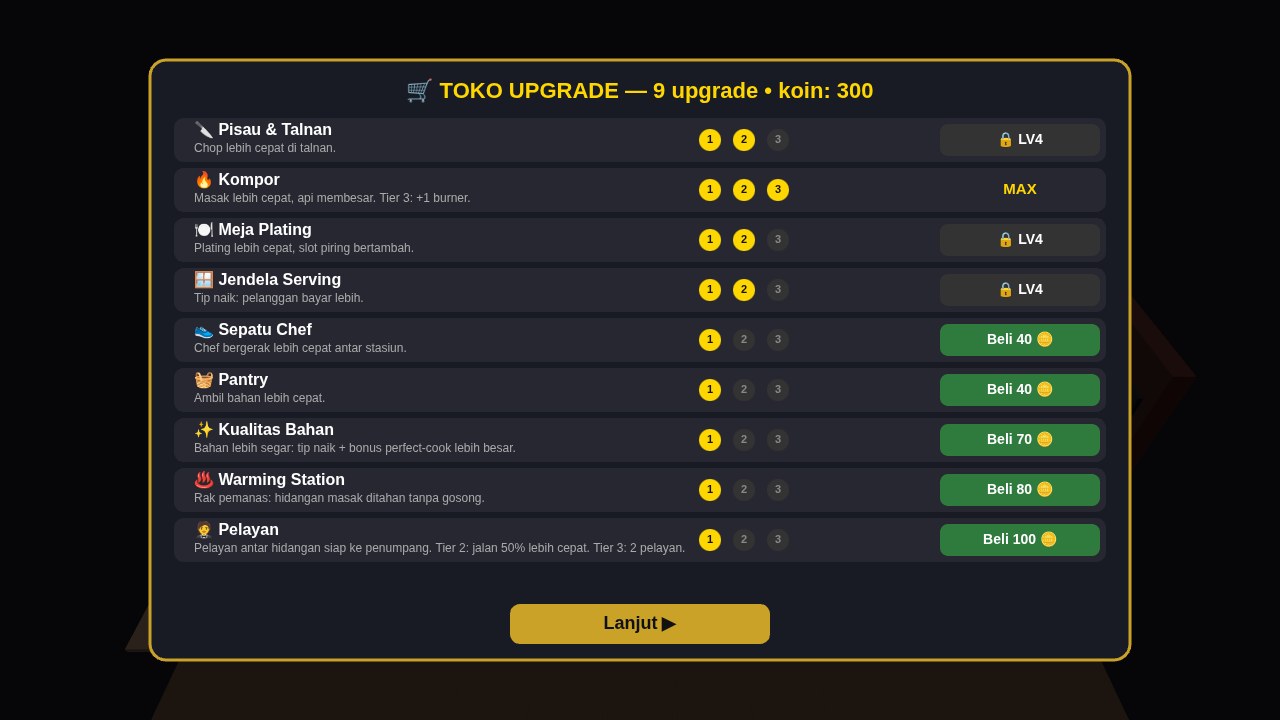 🛒 TOKO UPGRADE — 9 upgrade • koin: 300
🔪 Pisau & Talnan
Chop lebih cepat di talnan.
1 2 3
🔒 LV4
🔥 Kompor
Masak lebih cepat, api membesar. Tier 3: +1 burner.
1 2 3
MAX
🍽️ Meja Plating
Plating lebih cepat, slot piring bertambah.
1 2 3
🔒 LV4
🪟 Jendela Serving
Tip naik: pelanggan bayar lebih.
1 2 3
🔒 LV4
👟 Sepatu Chef
Chef bergerak lebih cepat antar stasiun.
1 2 3
Beli 40 🪙
🧺 Pantry
Ambil bahan lebih cepat.
1 2 3
Beli 40 🪙
✨ Kualitas Bahan
Bahan lebih segar: tip naik + bonus perfect-cook lebih besar.
1 2 3
Beli 70 🪙
♨️ Warming Station
Rak pemanas: hidangan masak ditahan tanpa gosong.
1 2 3
Beli 80 🪙
🤵 Pelayan
Pelayan antar hidangan siap ke penumpang. Tier 2: jalan 50% lebih cepat. Tier 3: 2 pelayan.
1 2 3
Beli 100 🪙
Lanjut ▶